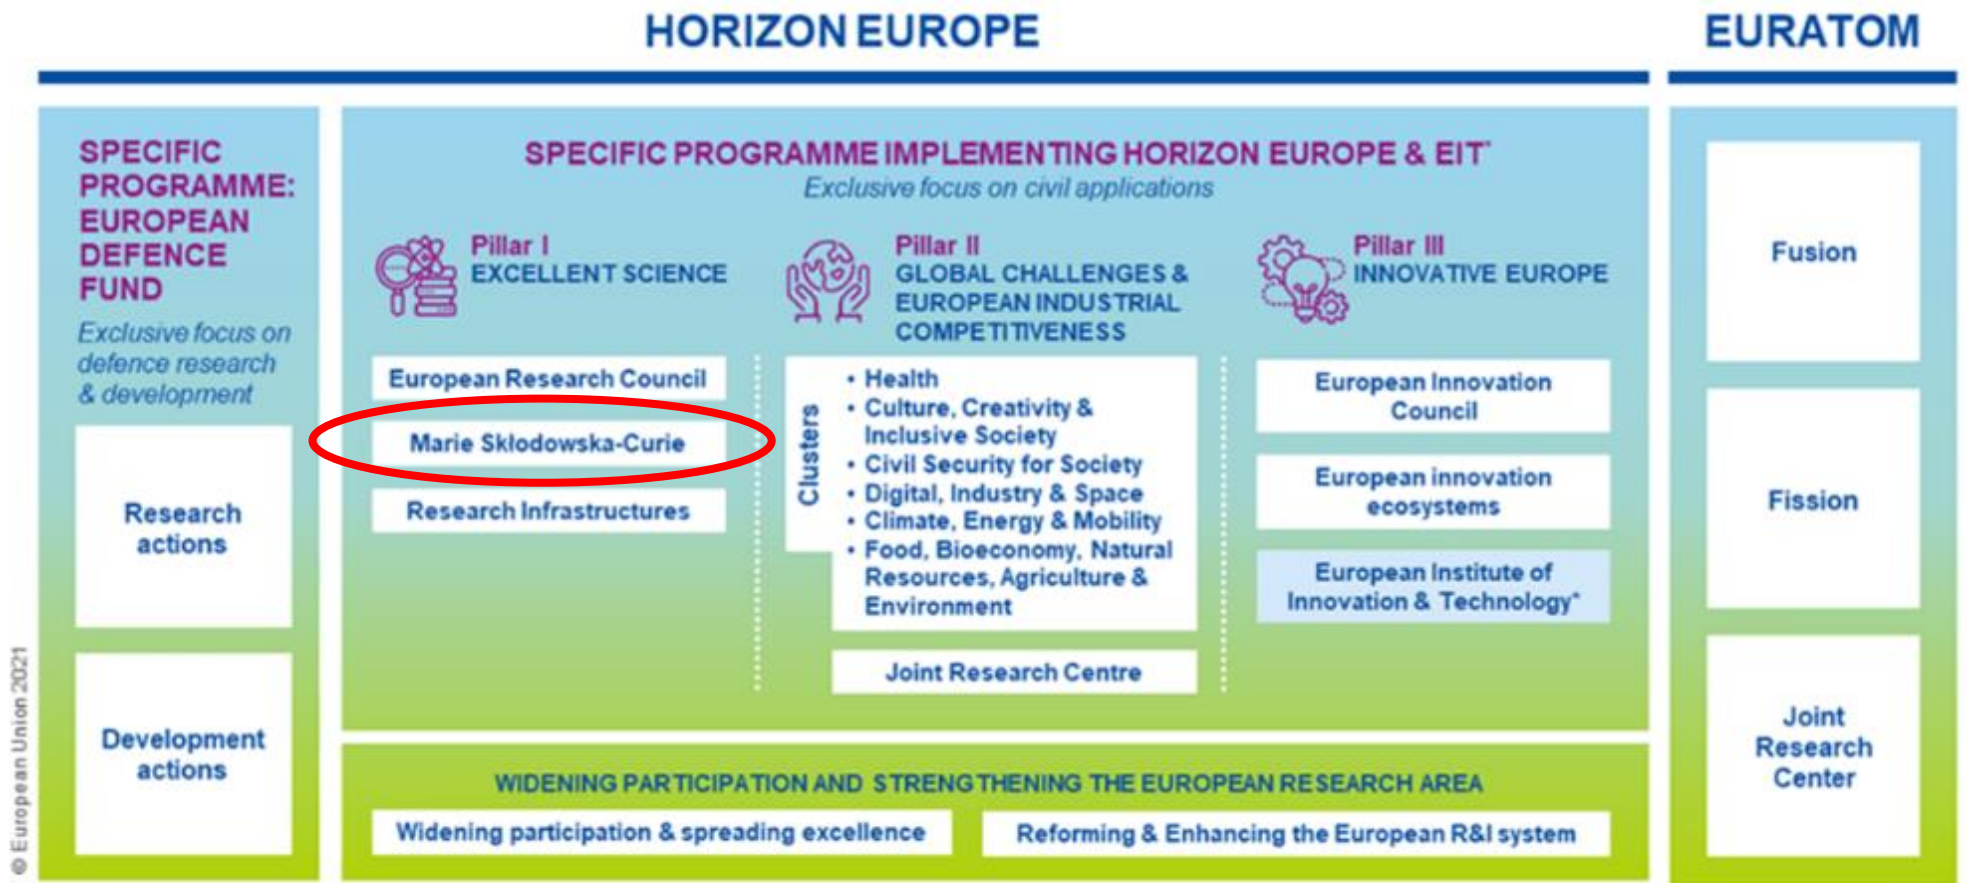 HORIZON EUROPE
EURATOM
SPECIFIC
PROGRAMME:
EUROPEAN
DEFENCE
FUND
Exclusive focus on
defence research
& development
Research
actions
Development
actions
SPECIFIC PROGRAMME IMPLEMENTING HORIZON EUROPE & EIT*
Exclusive focus on civil applications
Pillar I
EXCELLENT SCIENCE
European Research Council
Marie Skłodowska-Curie
Research Infrastructures
Pillar II
GLOBAL CHALLENGES &
EUROPEAN INDUSTRIAL
COMPETITIVENESS
Clusters
• Health
• Culture, Creativity &
Inclusive Society
• Civil Security for Society
• Digital, Industry & Space
• Climate, Energy & Mobility
• Food, Bioeconomy, Natural
Resources, Agriculture &
Environment
Joint Research Centre
Pillar III
INNOVATIVE EUROPE
European Innovation
Council
European innovation
ecosystems
European Institute of
Innovation & Technology*
WIDENING PARTICIPATION AND STRENGTHENING THE EUROPEAN RESEARCH AREA
Widening participation & spreading excellence
Reforming & Enhancing the European R&I system
Fusion
Fission
Joint
Research
Center
© European Union 2021